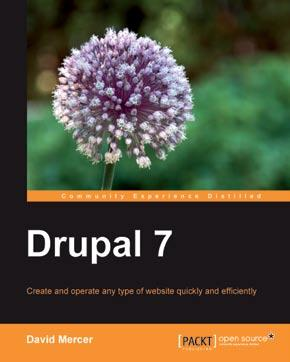 Community Experience Distilled
Drupal 7
Create and operate any type of website quickly and efficiently
David Mercer
[PACKT] open source*
PUBLISHING